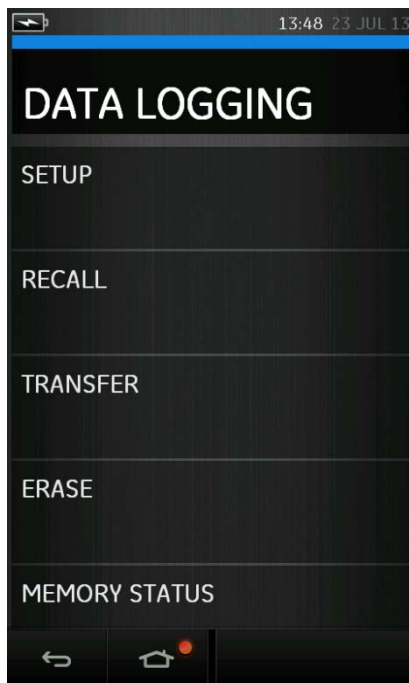 13:48 23 JUL 13
DATA LOGGING
SETUP
RECALL
TRANSFER
ERASE
MEMORY STATUS